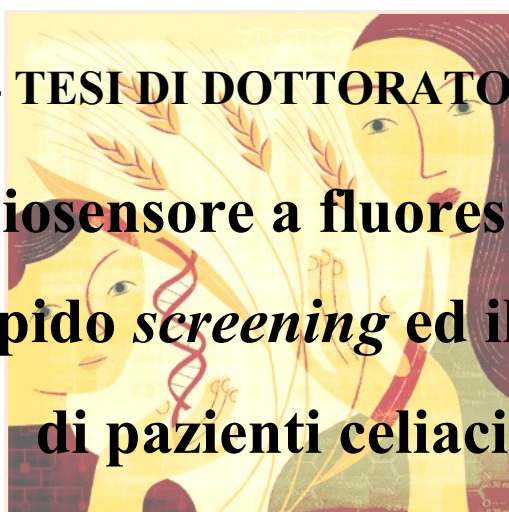 - TESI DI DOTTORATO
iosensore a fluores
pido screening ed il
di pazienti celiaci